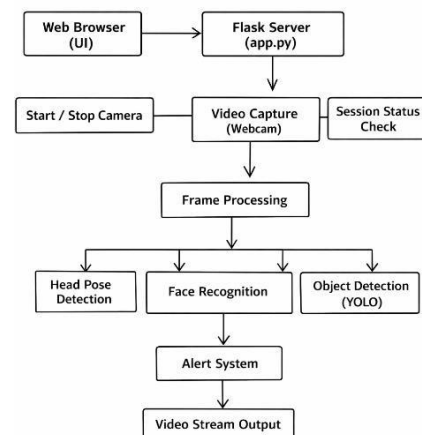 Web Browser
(UI)
Flask Server
(app.py)
Start / Stop Camera
Video Capture
(Webcam)
Session Status
Check
Frame Processing
Head Pose
Detection
Face Recognition
Object Detection
(YOLO)
Alert System
Video Stream Output